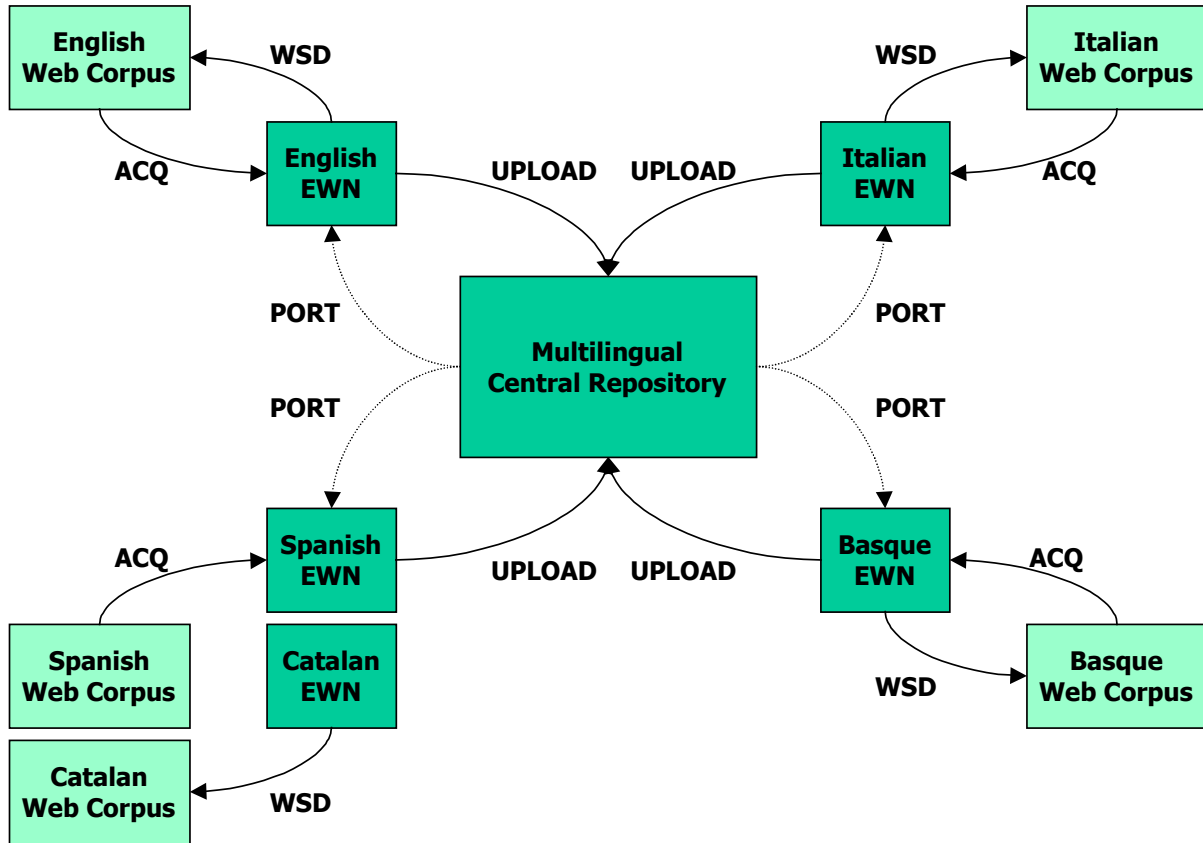 English
Web Corpus
WSD
WSD
Italian
Web Corpus
ACQ
English
EWN
UPLOAD
UPLOAD
Italian
EWN
ACQ
PORT
PORT
Multilingual
Central Repository
PORT
PORT
ACQ
Spanish
EWN
UPLOAD
UPLOAD
Basque
EWN
ACQ
Spanish
Web Corpus
Catalan
EWN
WSD
Basque
Web Corpus
Catalan
Web Corpus
WSD